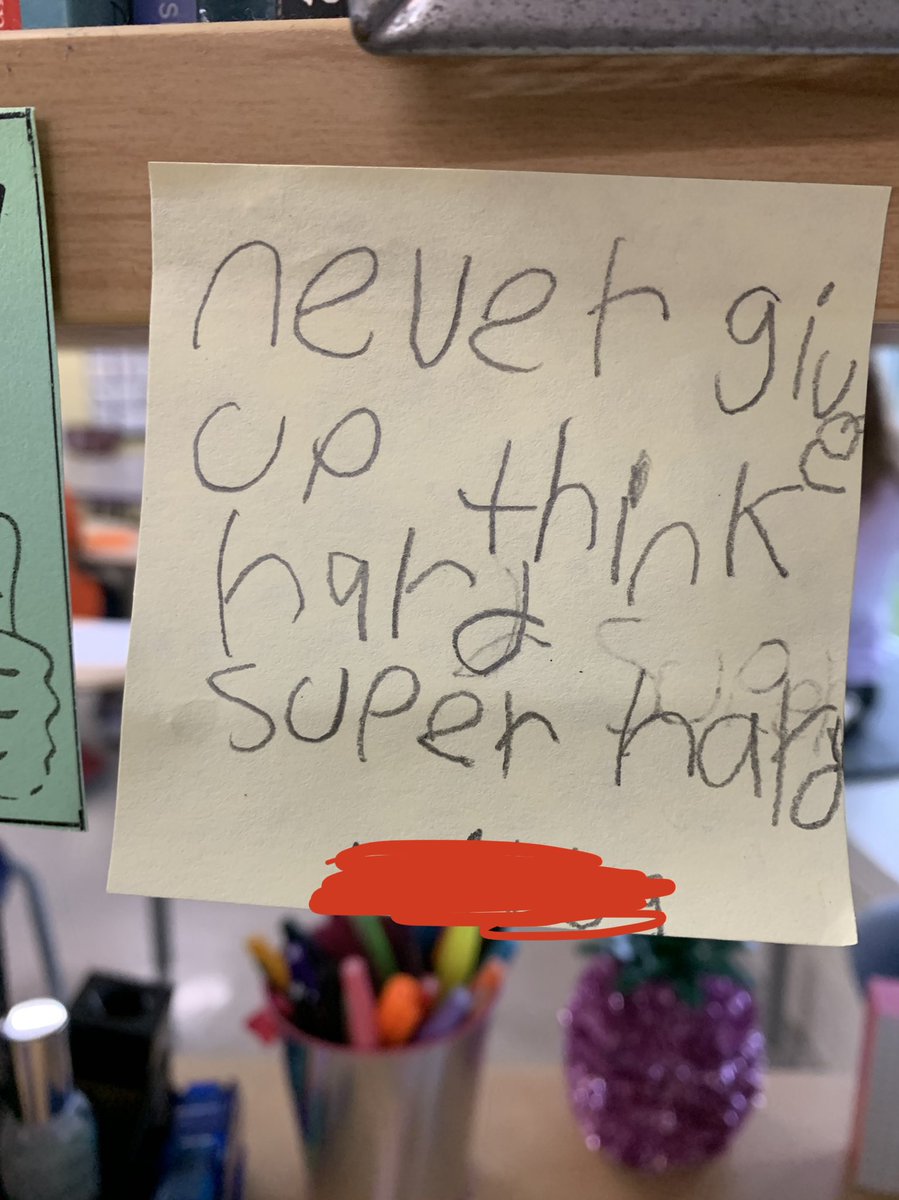 never give
up think
hard
super hard